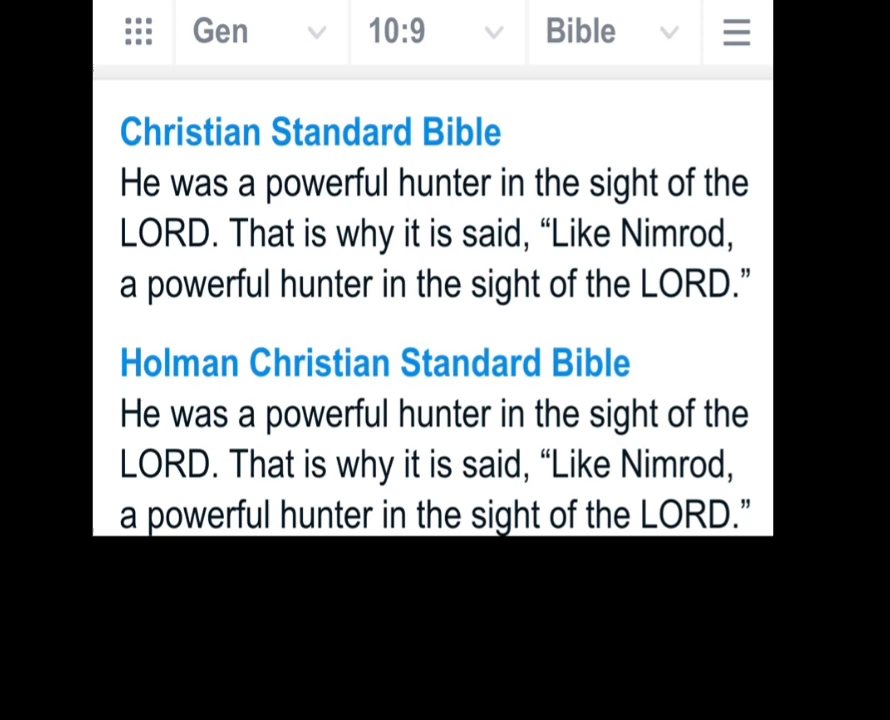 Gen 10:9 Bible
Christian Standard Bible
He was a powerful hunter in the sight of the
LORD. That is why it is said, “Like Nimrod,
a powerful hunter in the sight of the LORD.”
Holman Christian Standard Bible
He was a powerful hunter in the sight of the
LORD. That is why it is said, “Like Nimrod,
a powerful hunter in the sight of the LORD.”